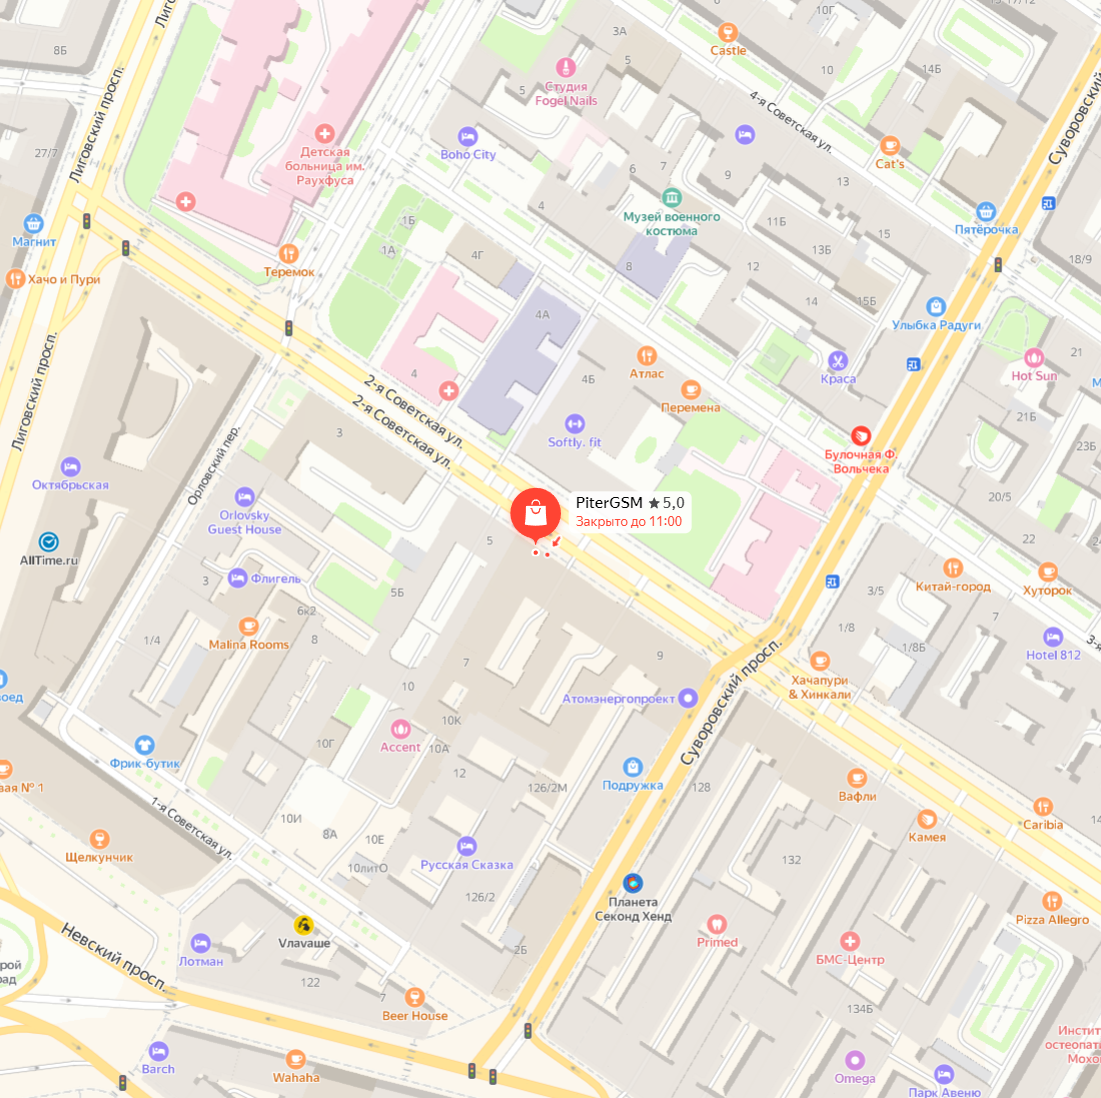 Лиговский просп.
Лиговский просп.
Лиговский просп.
8Б
27/7
Магнит
Хачо и Пури
Теремок
Детская
больница им.
Раухфуса
Студия
Fogel Nails
3А
5
5
Castle
10Г
10
14Б
4-я Советская ул.
Cat's
Суворовский
Boho City
6
7
9
13
4
Музей военного
костюма
11Б
13Б
15
Пятёрочка
18/9
1Б
1А
4Г
8
12
14
15Б
Улыбка Радуги
4А
21
Hot Sun
Атлас
Краса
4
4Б
Перемена
21Б
2-я Советская ул.
2-я Советская ул.
Softly. fit
Булочная Ф.
Вольчека
23Б
3
Октябрьская
Орловский пер.
Orlovsky
Guest House
PiterGSM ★ 5,0
Закрыто до 11:00
20/5
AllTime.ru
5
22
3
Флигель
5Б
Китай-город
Хуторок
3/5
6к2
1/4
Malina Rooms
8
7
9
1/8
1/8Б
7
Hotel 812
Хачапури
& Хинкали
10
Атомэнергопроект
Суворовский просп.
10К
10Г
Accent
10А
Фрик-бутик
12
126/2М
Подружка
128
Вафли
Caribia
1-я Советская ул.
10И
8А
10Е
Камея
Щелкунчик
10литО
Русская Сказка
132
126/2
Планета
Секонд Хенд
Pizza Allegro
Vлаvаше
Primed
БМС-Центр
Невский просп.
Лотман
2Б
122
7
Beer House
134Б
Barch
Wahaha
Omega
Парк Авеню